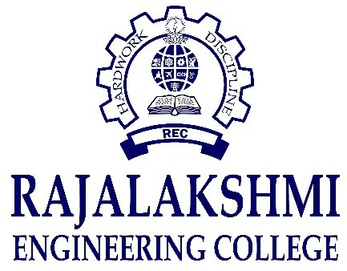 HARDWORK
DISCIPLINE
REC
RAJALAKSHMI
ENGINEERING COLLEGE